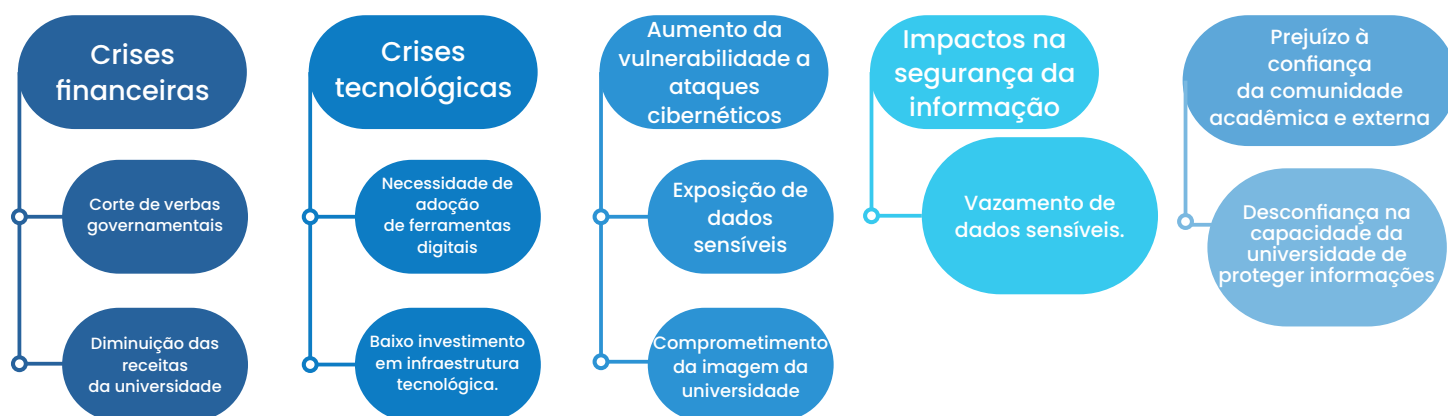 Crises
financeiras
Corte de verbas
governamentais
Diminuição das
receitas
da universidade
Crises
tecnológicas
Necessidade de
adoção
de ferramentas
digitais
Baixo investimento
em infraestrutura
tecnológica.
Aumento da
vulnerabilidade a
ataques
cibernéticos
Exposição de
dados
sensíveis
Comprometimento
da imagem da
universidade
Impactos na
segurança da
informação
Vazamento de
dados sensíveis.
Prejuízo à
confiança
da comunidade
acadêmica e externa
Desconfiança na
capacidade da
universidade de
proteger informações